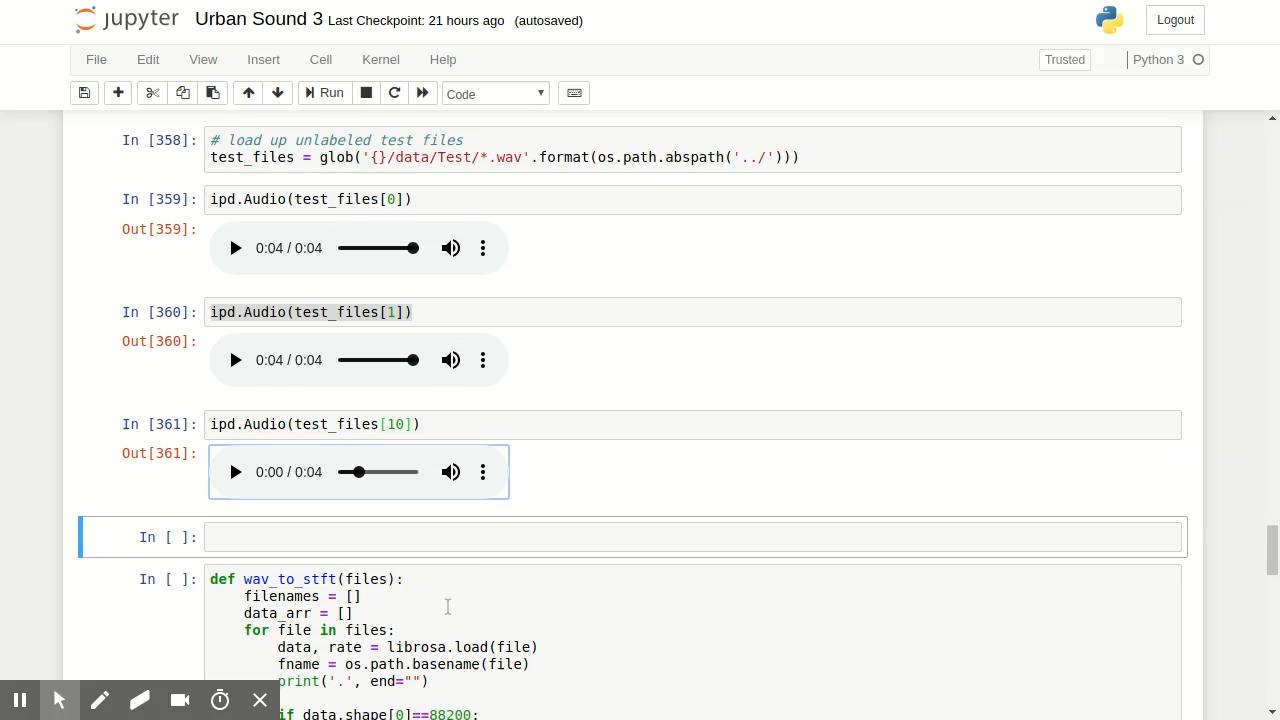 jupyter Urban Sound 3 Last Checkpoint: 21 hours ago (autosaved)
Logout
File Edit View Insert Cell Kernel Help
Trusted Python 3
Run Code
In [358]: # load up unlabeled test files
test_files = glob('{}/data/Test/*.wav'.format(os.path.abspath('../')))
In [359]: ipd.Audio(test_files[0])
Out[359]:
0:04 / 0:04
In [360]: ipd.Audio(test_files[1])
Out[360]:
0:04 / 0:04
In [361]: ipd.Audio(test_files[10])
Out[361]:
0:00 / 0:04
In [ ]:
In [ ]: def wav_to_stft(files):
filenames = []
data_arr = []
for file in files:
data, rate = librosa.load(file)
fname = os.path.basename(file)
print('.', end="")
if data.shape[0]==88200: